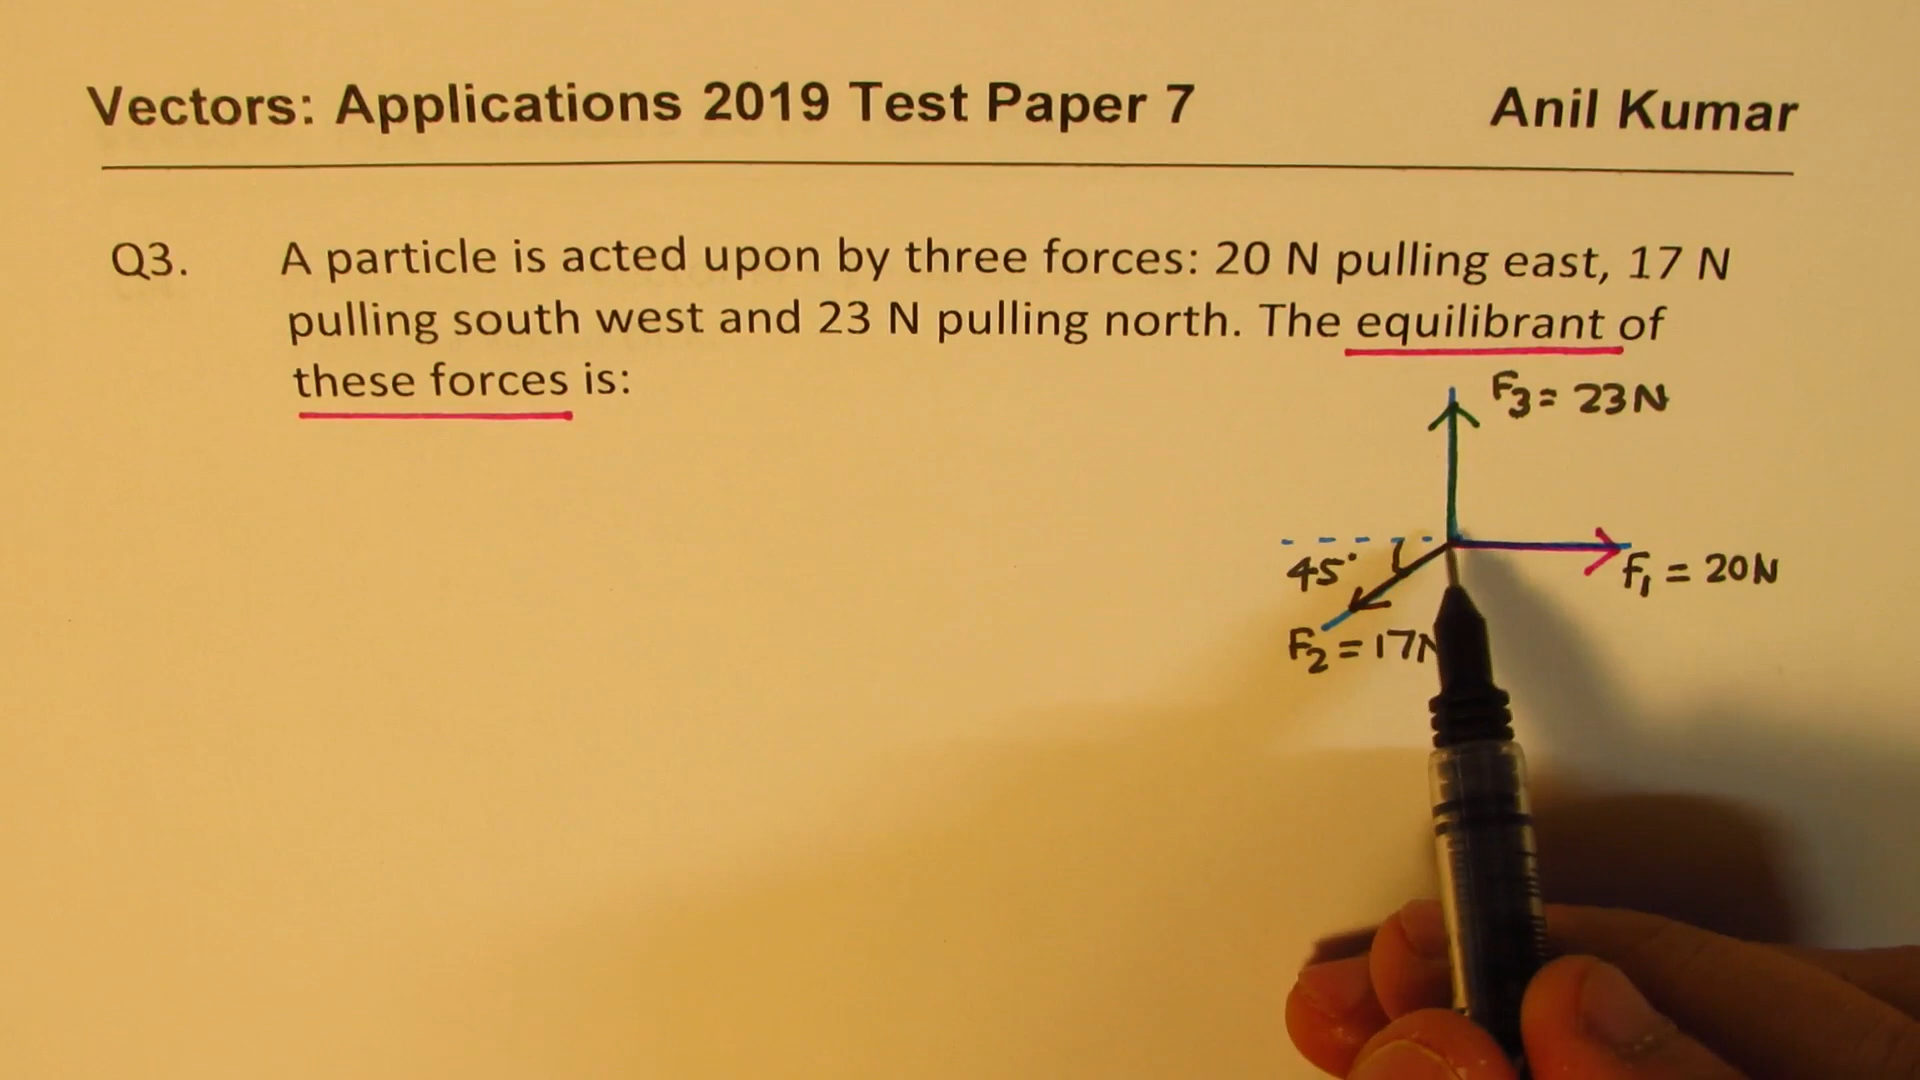 Vectors: Applications 2019 Test Paper 7 Anil Kumar
Q3. A particle is acted upon by three forces: 20 N pulling east, 17 N
pulling south west and 23 N pulling north. The equilibrant of
these forces is:
F3 = 23N
45°
F1 = 20N
F2 = 17N